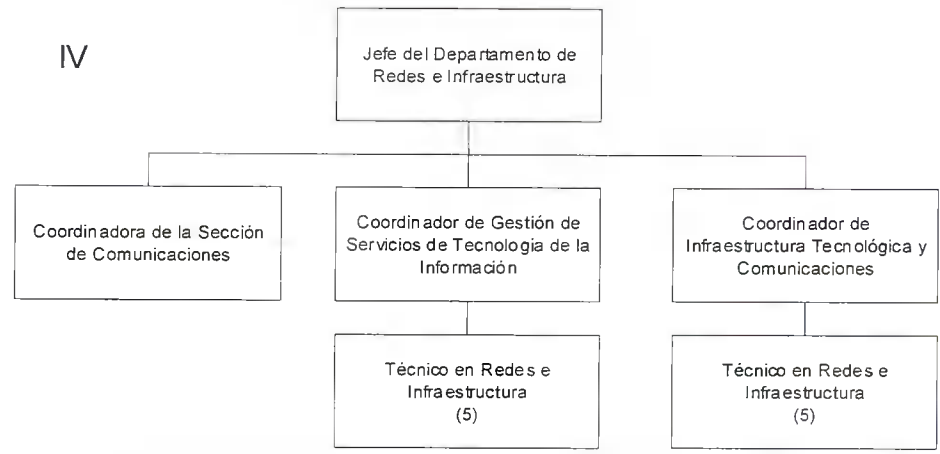 IV
Jefe del Departamento de
Redes e Infraestructura
Coordinadora de la Sección
de Comunicaciones
Coordinador de Gestión de
Servicios de Tecnología de la
Información
Coordinador de
Infraestructura Tecnológica y
Comunicaciones
Técnico en Redes e
Infraestructura
(5)
Técnico en Redes e
Infraestructura
(5)